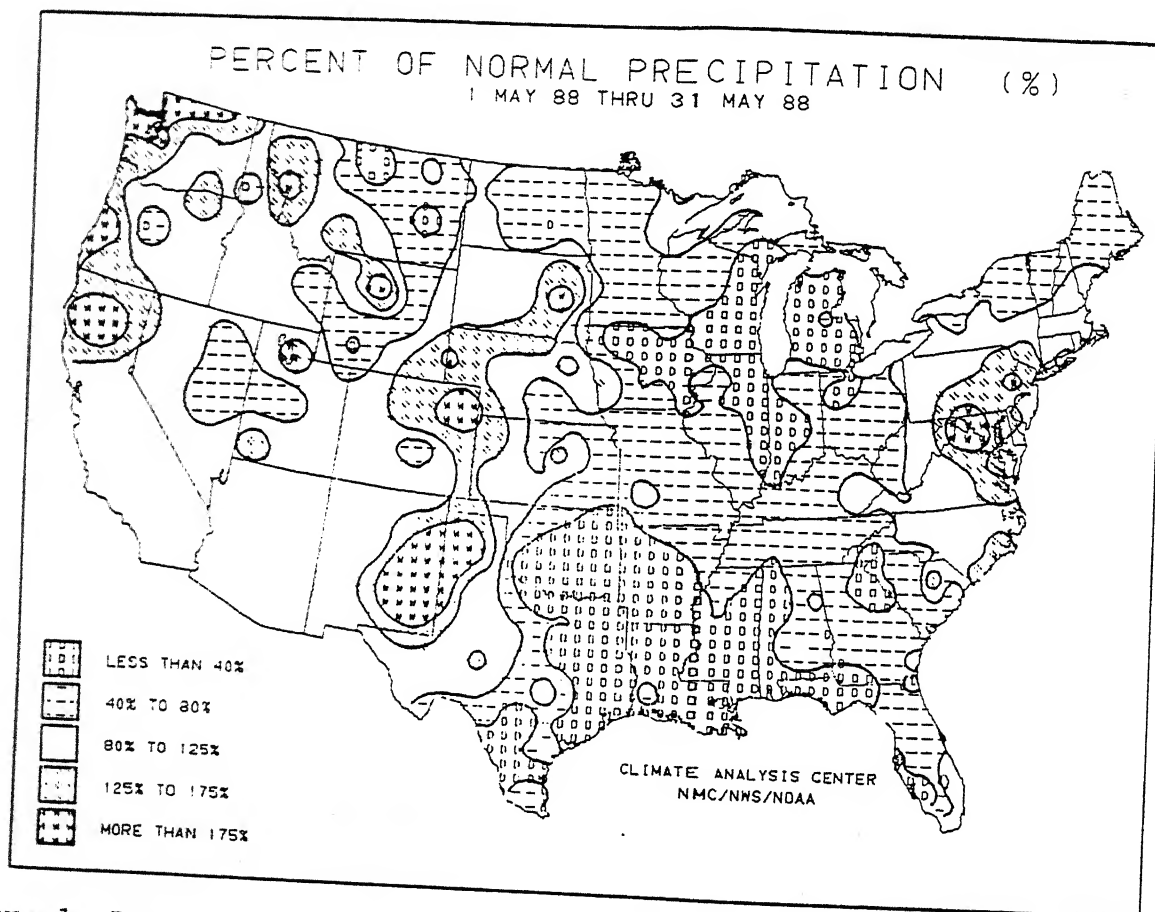 PERCENT OF NORMAL PRECIPITATION (%)
1 MAY 88 THRU 31 MAY 88
LESS THAN 40%
40% TO 80%
80% TO 125%
125% TO 175%
MORE THAN 175%
CLIMATE ANALYSIS CENTER
NMC/NWS/NOAA